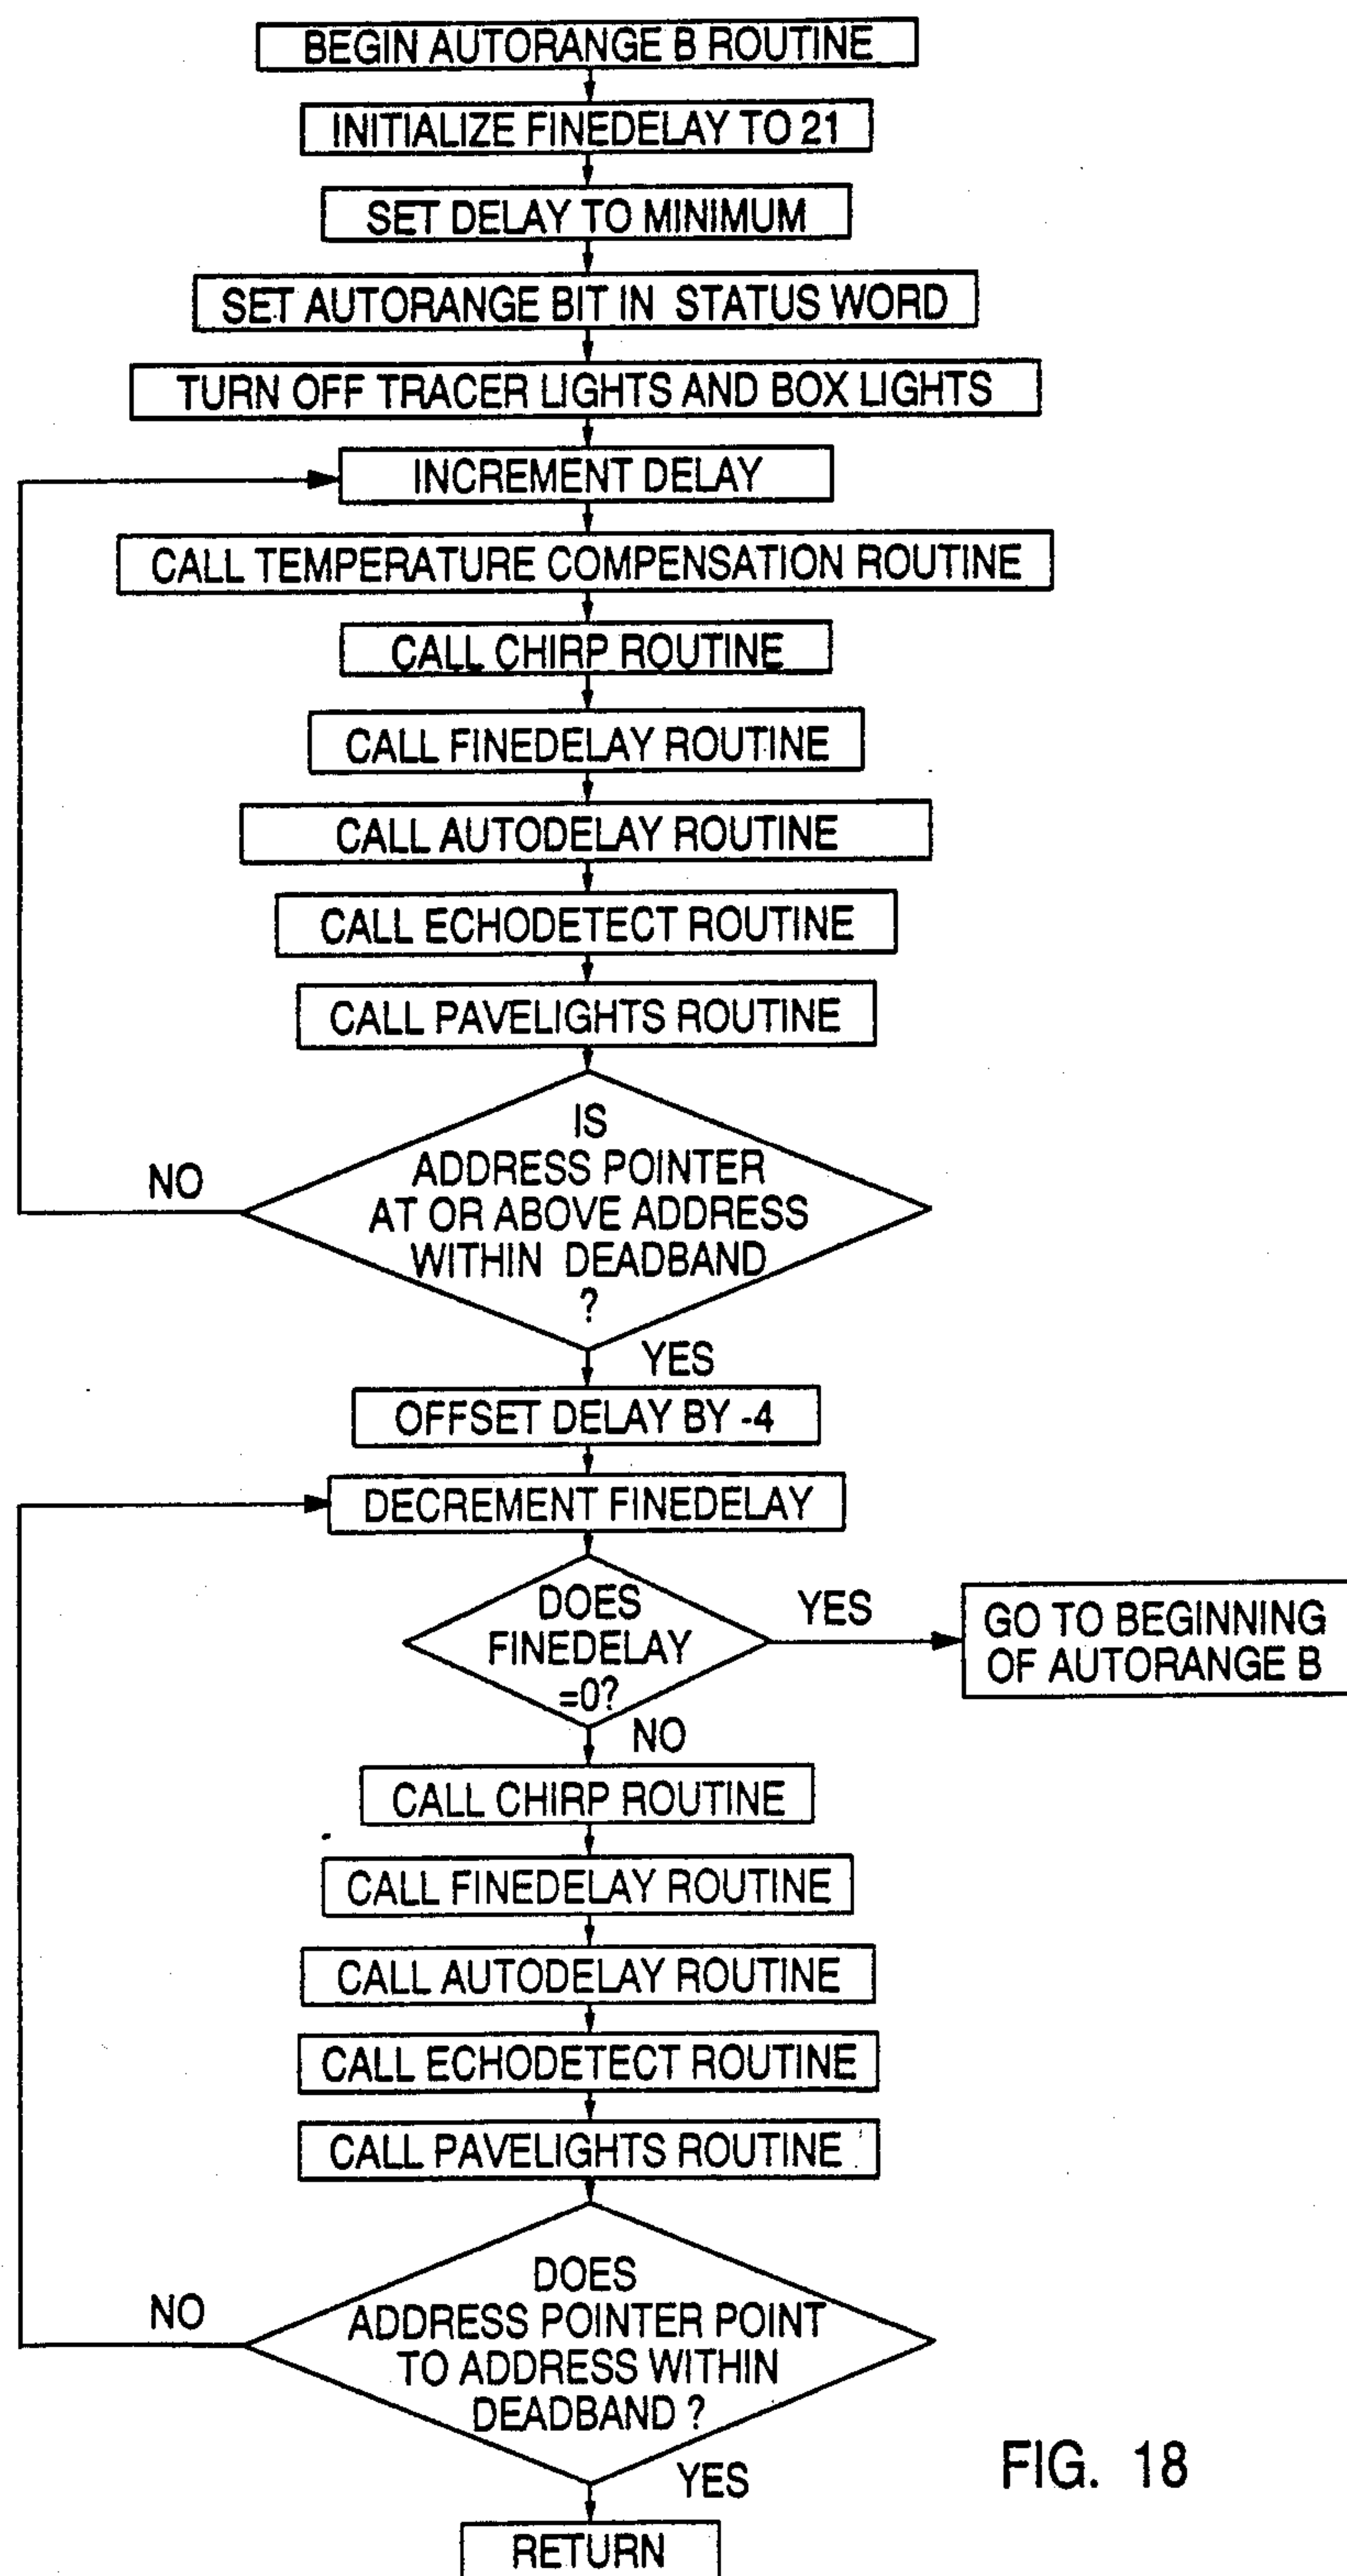 BEGIN AUTORANGE B ROUTINE
INITIALIZE FINEDELAY TO 21
SET DELAY TO MINIMUM
SET AUTORANGE BIT IN STATUS WORD
TURN OFF TRACER LIGHTS AND BOX LIGHTS
INCREMENT DELAY
CALL TEMPERATURE COMPENSATION ROUTINE
CALL CHIRP ROUTINE
CALL FINEDELAY ROUTINE
CALL AUTODELAY ROUTINE
CALL ECHODETECT ROUTINE
CALL PAVELIGHTS ROUTINE
IS
ADDRESS POINTER
AT OR ABOVE ADDRESS
WITHIN DEADBAND
?
NO
YES
OFFSET DELAY BY -4
DECREMENT FINEDELAY
DOES
FINEDELAY
=0?
YES
GO TO BEGINNING
OF AUTORANGE B
NO
CALL CHIRP ROUTINE
CALL FINEDELAY ROUTINE
CALL AUTODELAY ROUTINE
CALL ECHODETECT ROUTINE
CALL PAVELIGHTS ROUTINE
DOES
ADDRESS POINTER POINT
TO ADDRESS WITHIN
DEADBAND ?
NO
YES
RETURN
FIG. 18